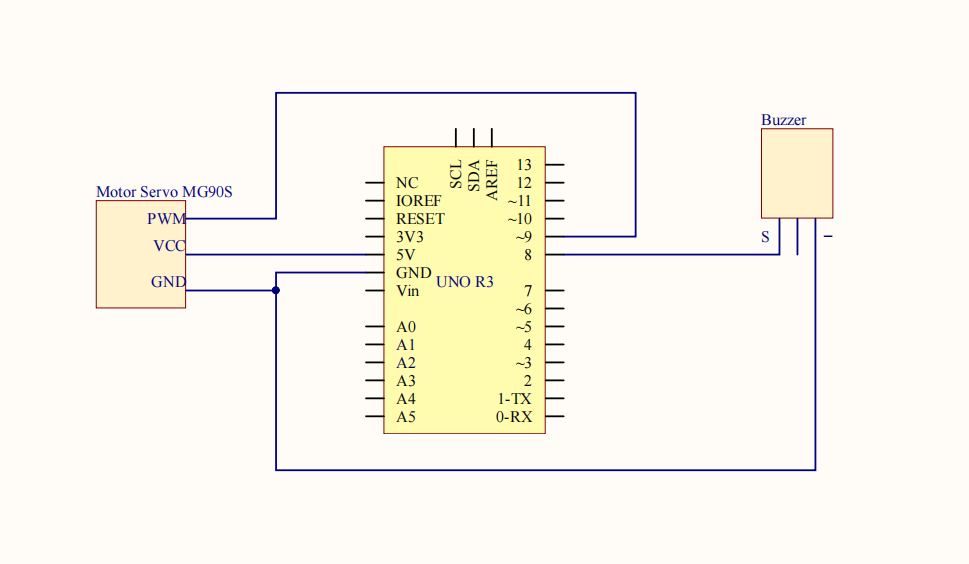 Motor Servo MG90S
PWM
VCC
GND
SCL
SDA
AREF
NC
IOREF
RESET
3V3
5V
GND
Vin
A0
A1
A2
A3
A4
A5
UNO R3
13
12
~11
~10
~9
8
7
~6
~5
4
~3
2
1-TX
0-RX
Buzzer
S
–